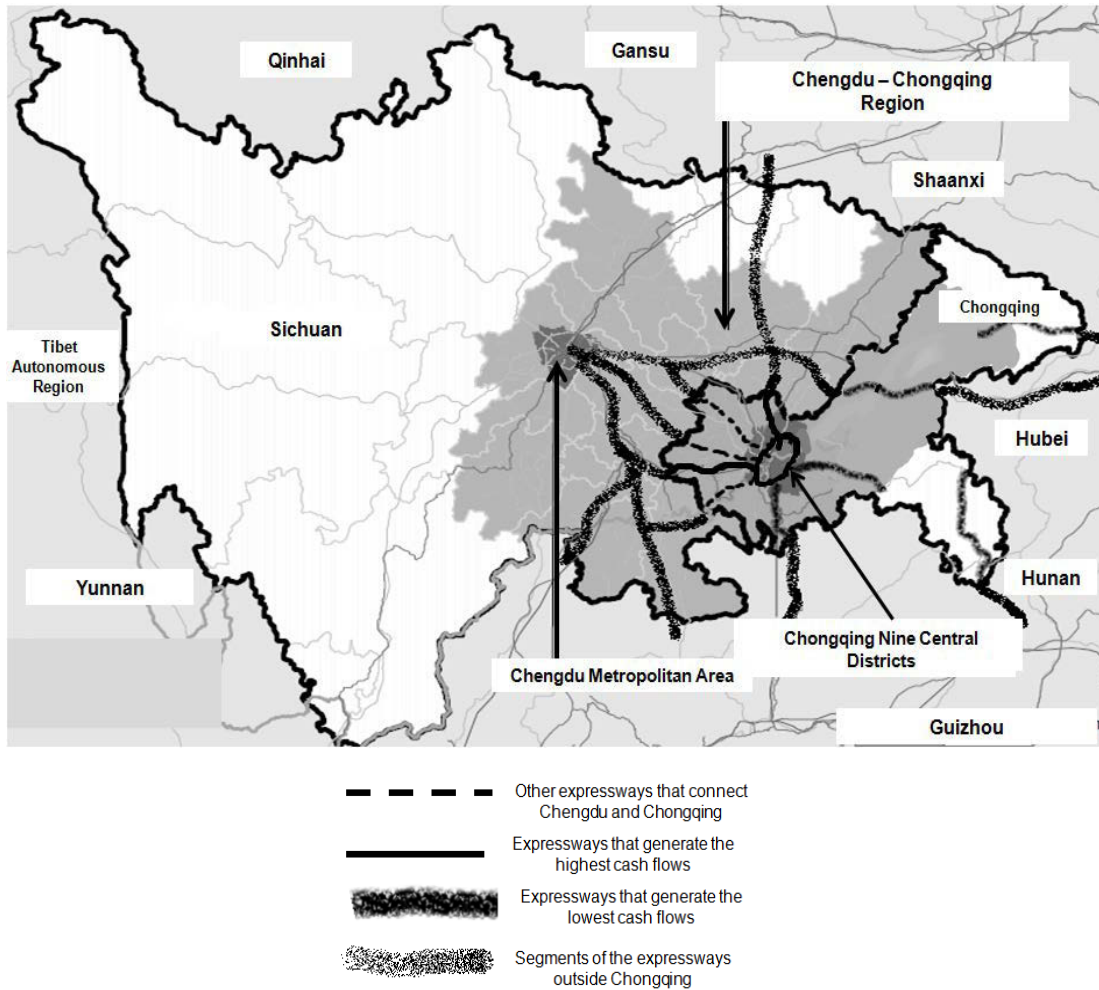 Qinhai
Gansu
Chengdu – Chongqing
Region
Shaanxi
Chongqing
Sichuan
Tibet
Autonomous
Region
Hubei
Yunnan
Hunan
Chongqing Nine Central
Districts
Chengdu Metropolitan Area
Guizhou
Other expressways that connect
Chengdu and Chongqing
Expressways that generate the
highest cash flows
Expressways that generate the
lowest cash flows
Segments of the expressways
outside Chongqing